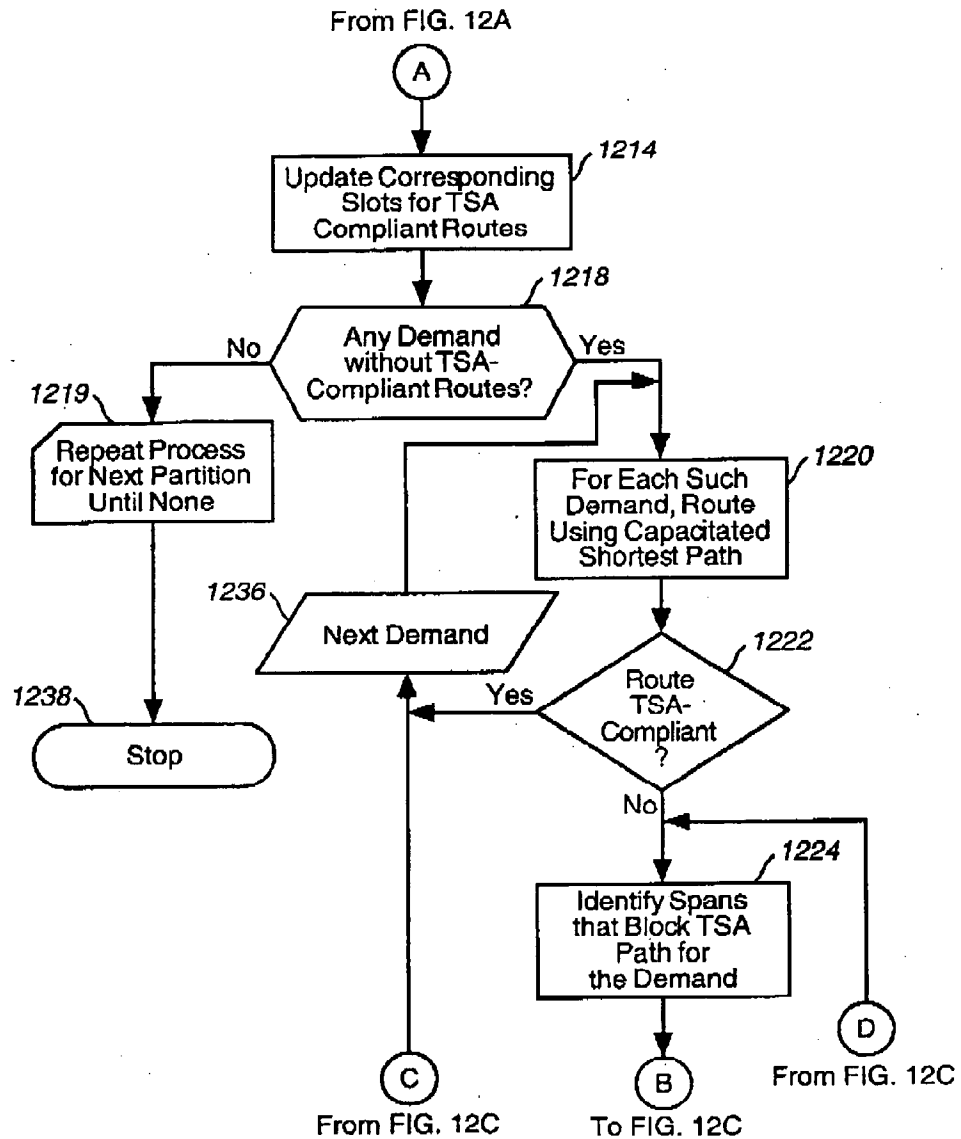 From FIG. 12A
A
1214
Update Corresponding
Slots for TSA
Compliant Routes
1218
Any Demand
without TSA-
Compliant Routes?
No
Yes
1219
Repeat Process
for Next Partition
Until None
1220
For Each Such
Demand, Route
Using Capacitated
Shortest Path
1236
Next Demand
1222
Route
TSA-
Compliant
?
Yes
No
1238
Stop
1224
Identify Spans
that Block TSA
Path for
the Demand
D
From FIG. 12C
C
From FIG. 12C
B
To FIG. 12C